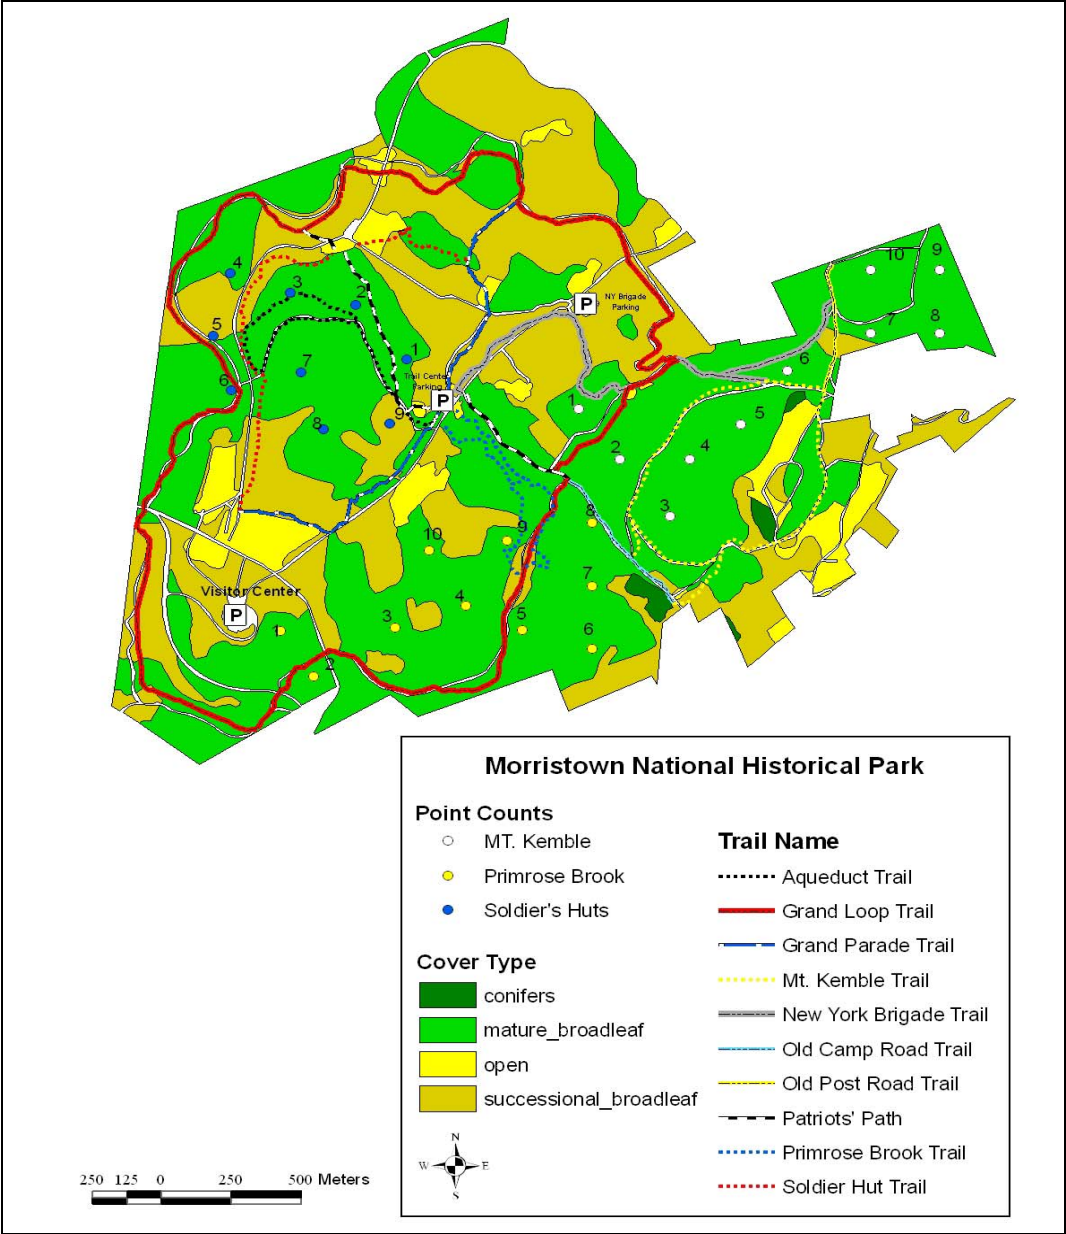 10
9
7
8
6
4
3
2
5
NY Brigade
Parking
P
1
7
Trail Center
Parking
6
P
1
5
9
8
2
4
3
8
10
9
7
Visitor Center
4
P
3
5
1
6
2
Morristown National Historical Park
Point Counts
MT. Kemble
Primrose Brook
Soldier's Huts
Cover Type
conifers
mature_broadleaf
open
successional_broadleaf
Trail Name
Aqueduct Trail
Grand Loop Trail
Grand Parade Trail
Mt. Kemble Trail
New York Brigade Trail
Old Camp Road Trail
Old Post Road Trail
Patriots' Path
Primrose Brook Trail
Soldier Hut Trail
N
W E
S
250 125 0 250 500 Meters